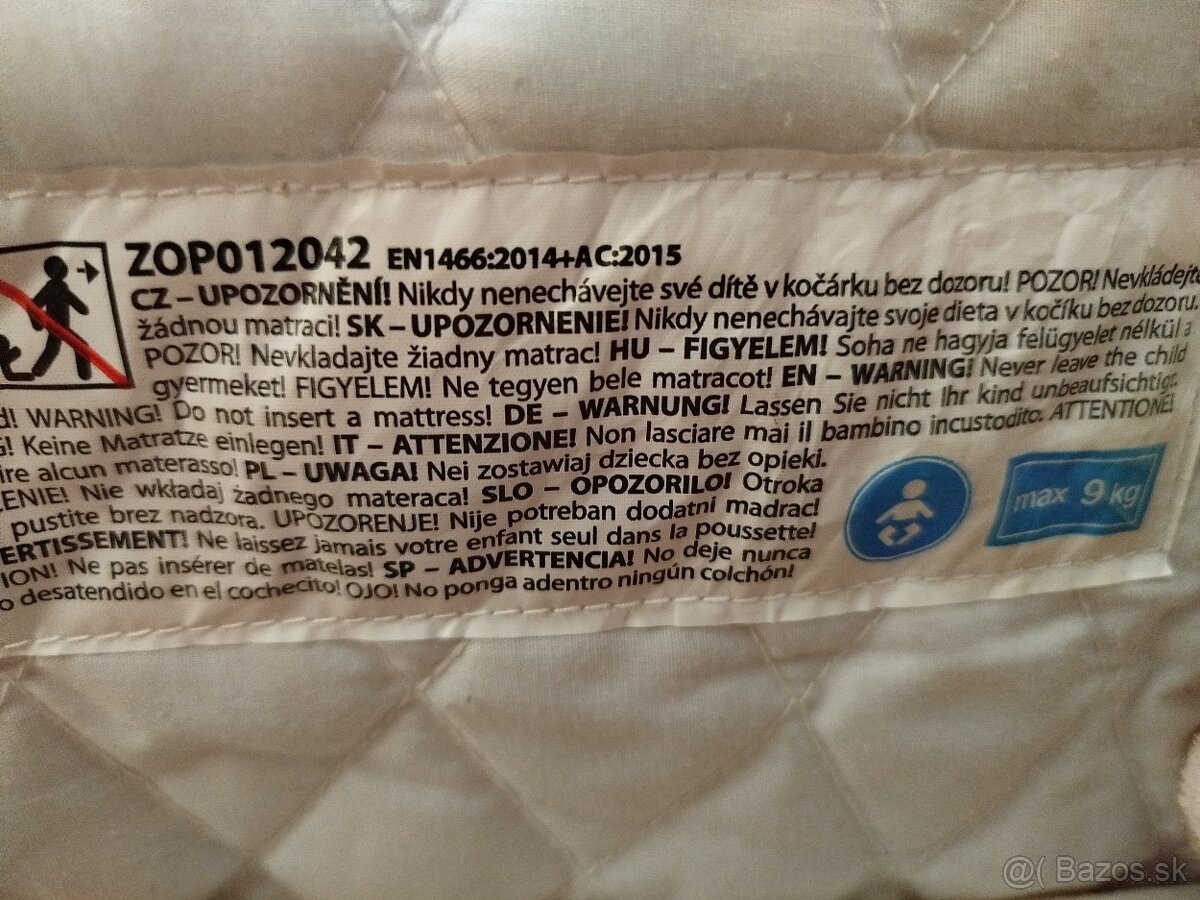 ZOP012042 EN1466:2014+AC:2015
CZ – UPOZORNĚNÍ! Nikdy nenechávejte své dítě v kočárku bez dozoru! POZOR! Nevkládejte
žádnou matraci! SK – UPOZORNENIE! Nikdy nenechávajte svoje dieta v kočíku bez dozoru.
POZOR! Nevkladajte žiadny matrac! HU – FIGYELEM! Soha ne hagyja felügyelet nélkül a
gyermeket! FIGYELEM! Ne tegyen bele matracot! EN – WARNING! Never leave the child
d! WARNING! Do not insert a mattress! DE – WARNUNG! Lassen Sie nicht Ihr kind unbeaufsichtigt.
G! Keine Matratze einlegen! IT – ATTENZIONE! Non lasciare mai il bambino incustodito. ATTENTIONE!
ire alcun materasso! PL – UWAGA! Nei zostawiaj dziecka bez opieki.
ZENIE! Nie wkładaj żadnego materaca! SLO – OPOZORILO! Otroka
pustite brez nadzora. UPOZORENJE! Nije potreban dodatni madrac!
ERTISSEMENT! Ne laissez jamais votre enfant seul dans la poussette!
ION! Ne pas insérer de matelas! SP – ADVERTENCIA! No deje nunca
o desatendido en el cochecito! OJO! No ponga adentro ningún colchón!
max 9 kg
@( Bazos.sk